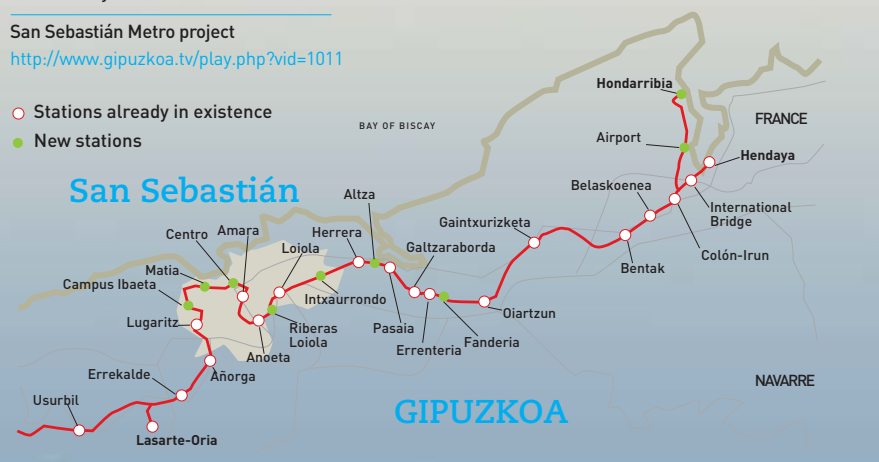 San Sebastián Metro project
http://www.gipuzkoa.tv/play.php?vid=1011
Stations already in existence
New stations
BAY OF BISCAY
Hondarribia
FRANCE
Airport
Hendaya
San Sebastián
Altza
Belaskoenea
International
Bridge
Gaintxurizketa
Centro
Amara
Herrera
Loiola
Galtzaraborda
Colón-Irun
Matia
Bentak
Campus Ibaeta
Intxaurrondo
Oiartzun
Lugaritz
Riberas
Loiola
Pasaia
Fanderia
Errenteria
Anoeta
Añorga
Errekalde
NAVARRE
Usurbil
GIPUZKOA
Lasarte-Oria